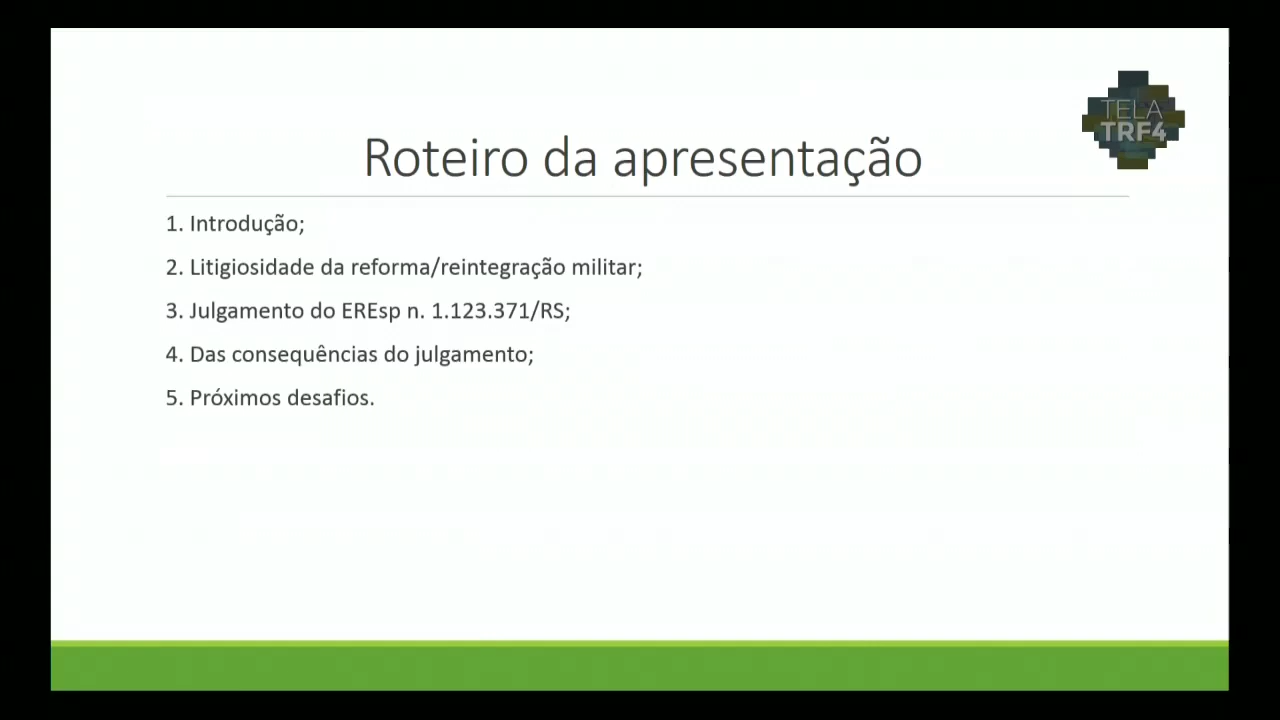 TELA
TRF4
Roteiro da apresentação
1. Introdução;
2. Litigiosidade da reforma/reintegração militar;
3. Julgamento do EREsp n. 1.123.371/RS;
4. Das consequências do julgamento;
5. Próximos desafios.